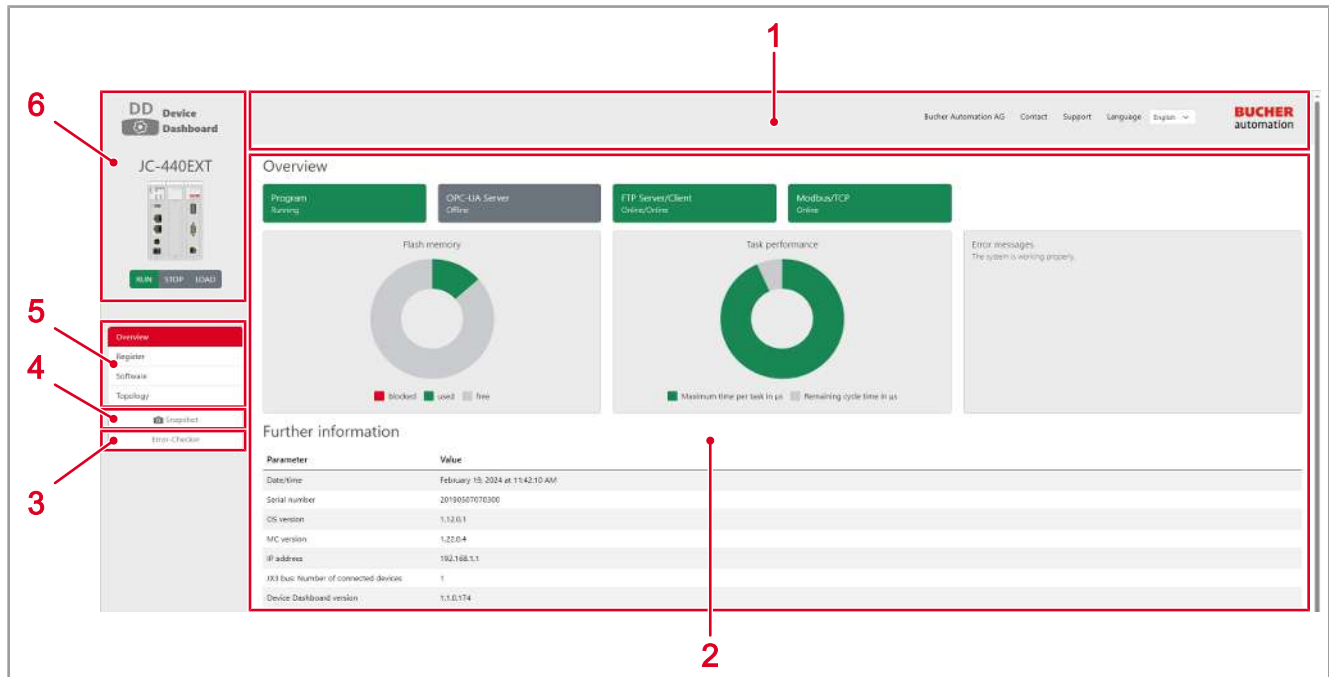 1
6
DD Device
Dashboard
Bucher Automation AG Contact Support Language English
BUCHER
automation
JC-440EXT
RUN STOP LOAD
Overview
Program
Running
OPC-UA Server
Offline
FTP Server/Client
Online/Online
Modbus/TCP
Online
Flash memory
blocked used free
Task performance
Maximum time per task in µs Remaining cycle time in µs
Error messages
The system is working properly.
5
Overview
Register
Software
Topology
4
Snapshot
Error-Checker
3
Further information
Parameter Value
Date/time February 19, 2024 at 11:42:10 AM
Serial number 20190507070300
OS version 1.12.0.1
MC version 1.22.0.4
IP address 192.168.1.1
JX3 bus: Number of connected devices 1
Device Dashboard version 1.1.0.174
2